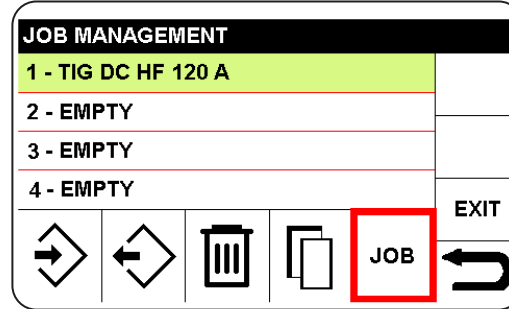 JOB MANAGEMENT
1 - TIG DC HF 120 A
2 - EMPTY
3 - EMPTY
4 - EMPTY
EXIT
JOB